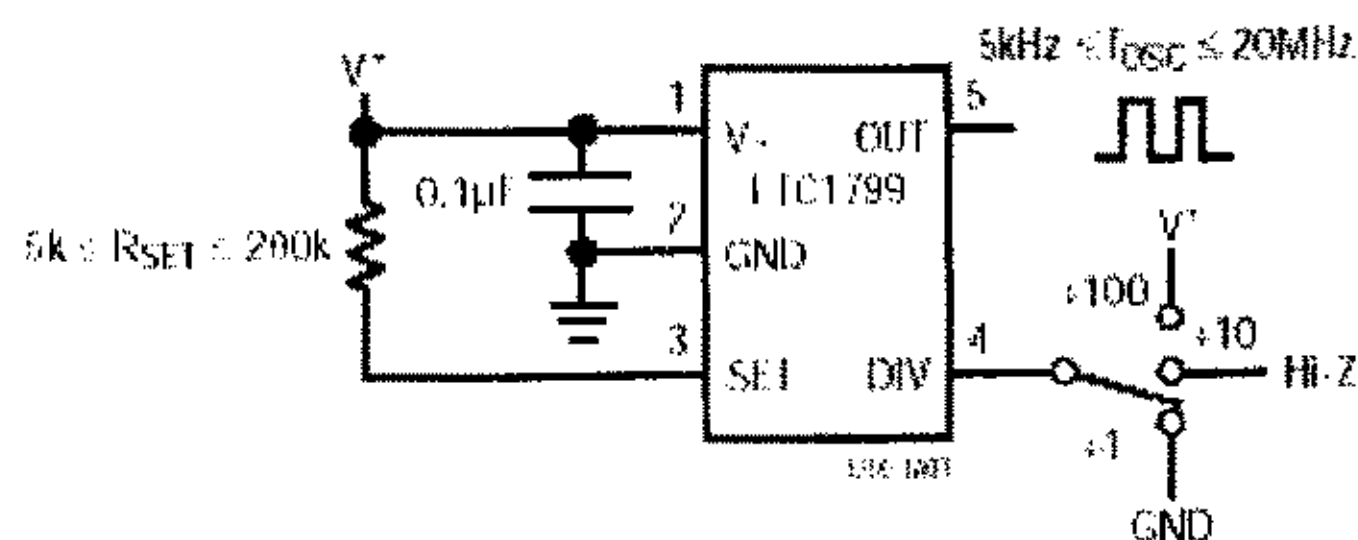 5kHz ≤ fOSC ≤ 20MHz
V+
1
5
V+
OUT
0.1µF
LTC1799
2
V+
5k ≤ RSET ≤ 200k
GND
÷100
÷10
3
4
SET
DIV
Hi-Z
÷1
GND